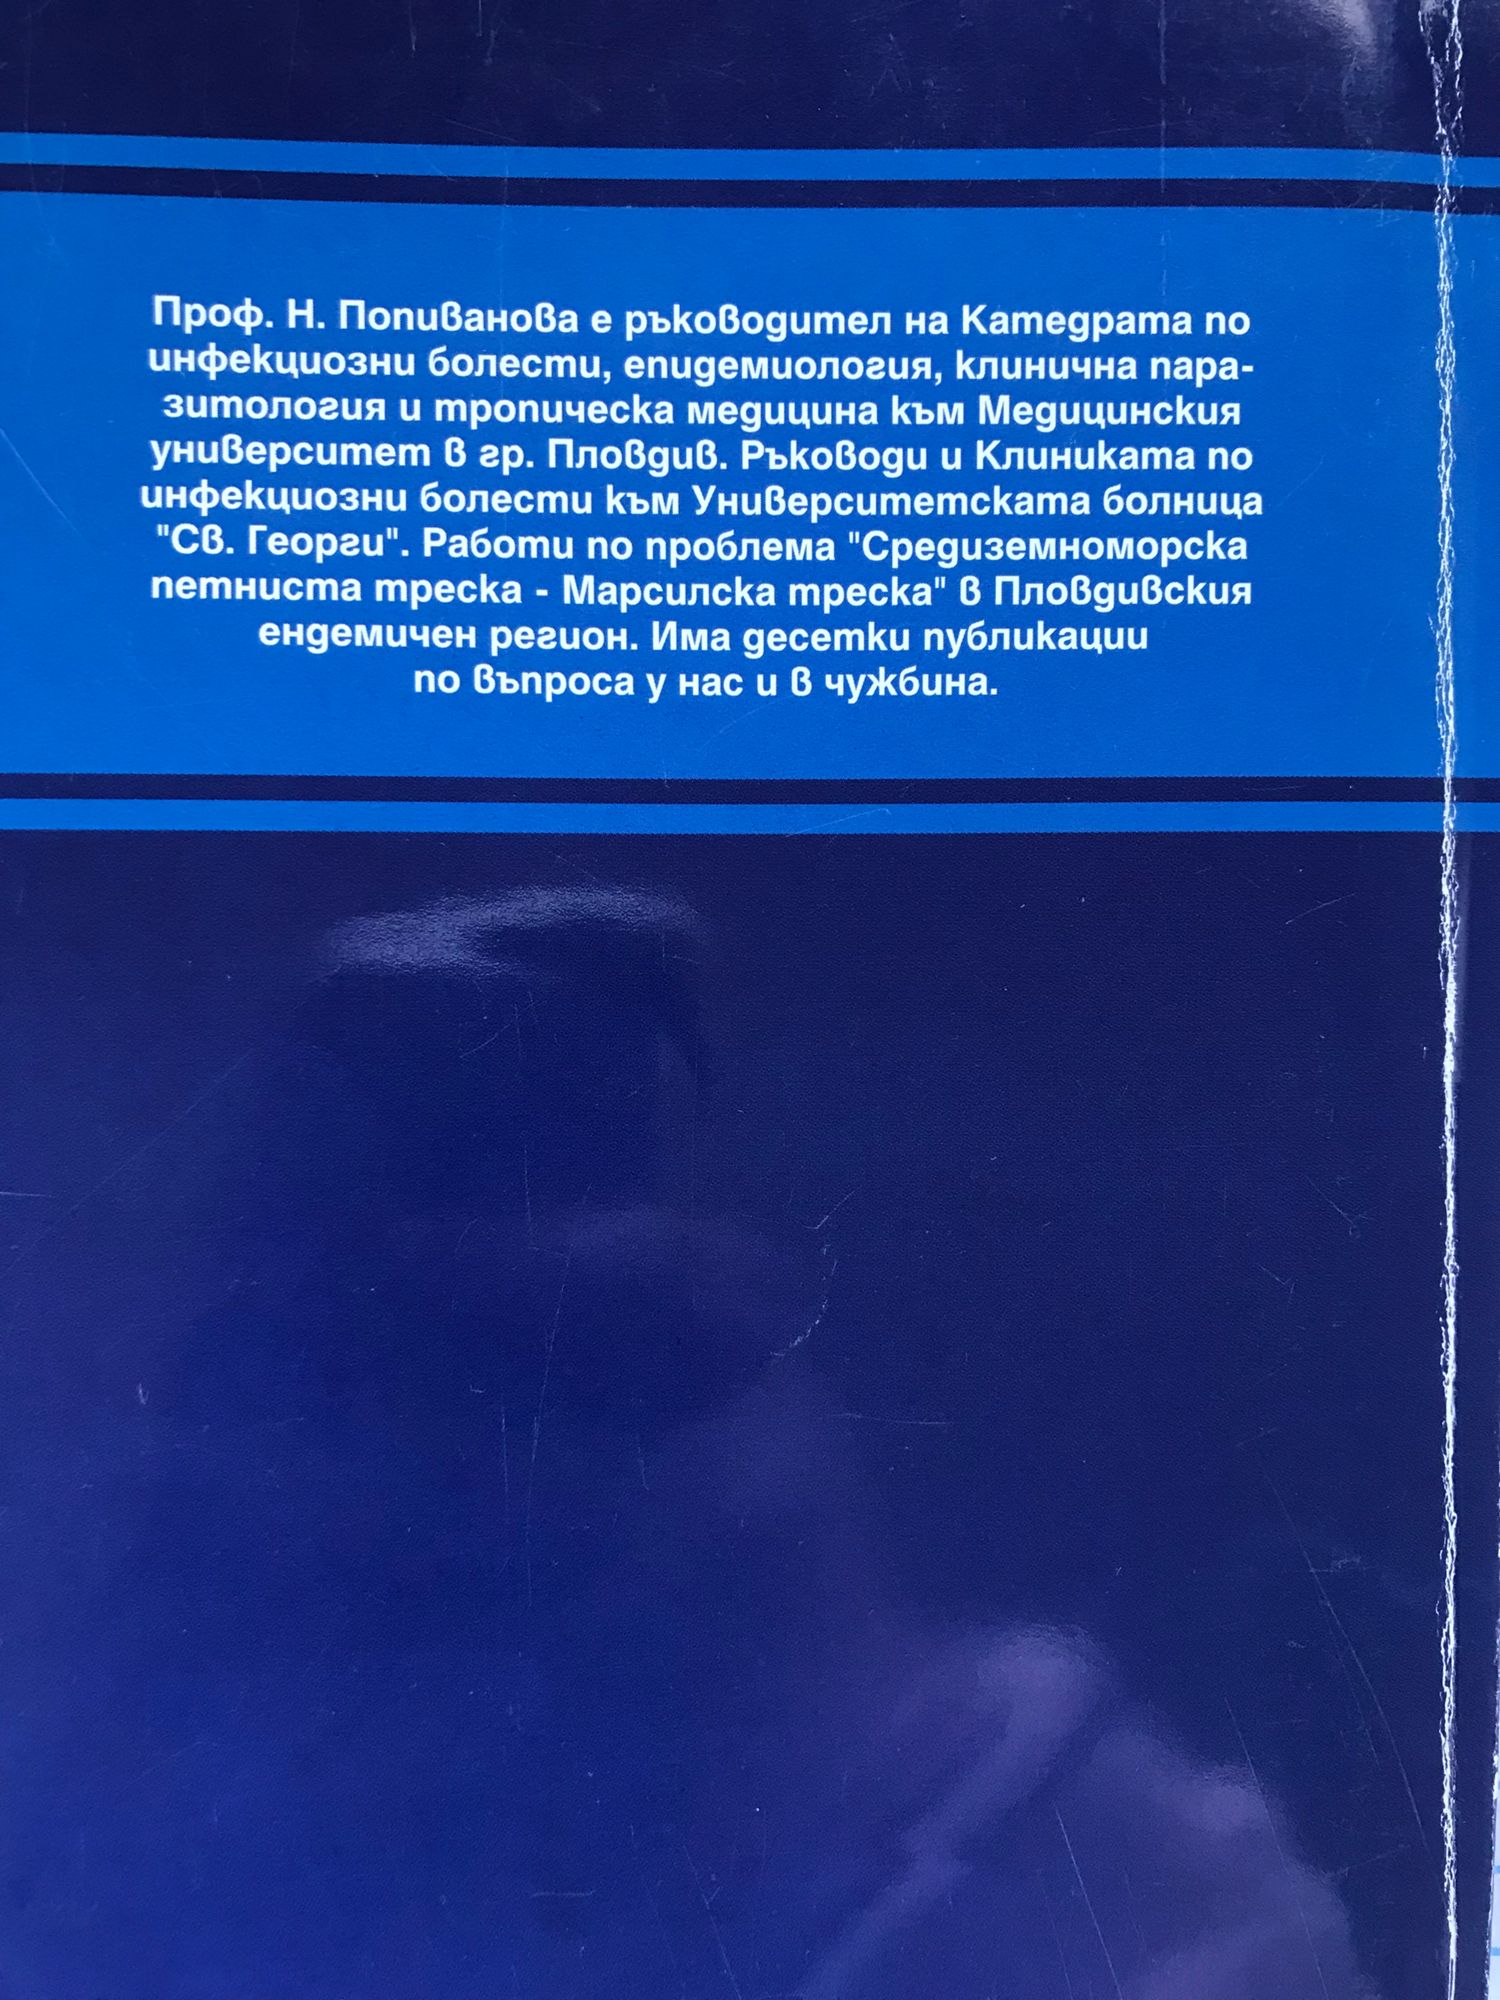 Проф. Н. Попиванова е ръководител на Катедрата по
инфекциозни болести, епидемиология, клинична пара-
зитология и тропическа медицина към Медицинския
университет в гр. Пловдив. Ръководи и Клиниката по
инфекциозни болести към Университетската болница
"Св. Георги". Работи по проблема "Средиземноморска
петниста треска - Марсилска треска" в Пловдивския
ендемичен регион. Има десетки публикации
по въпроса у нас и в чужбина.